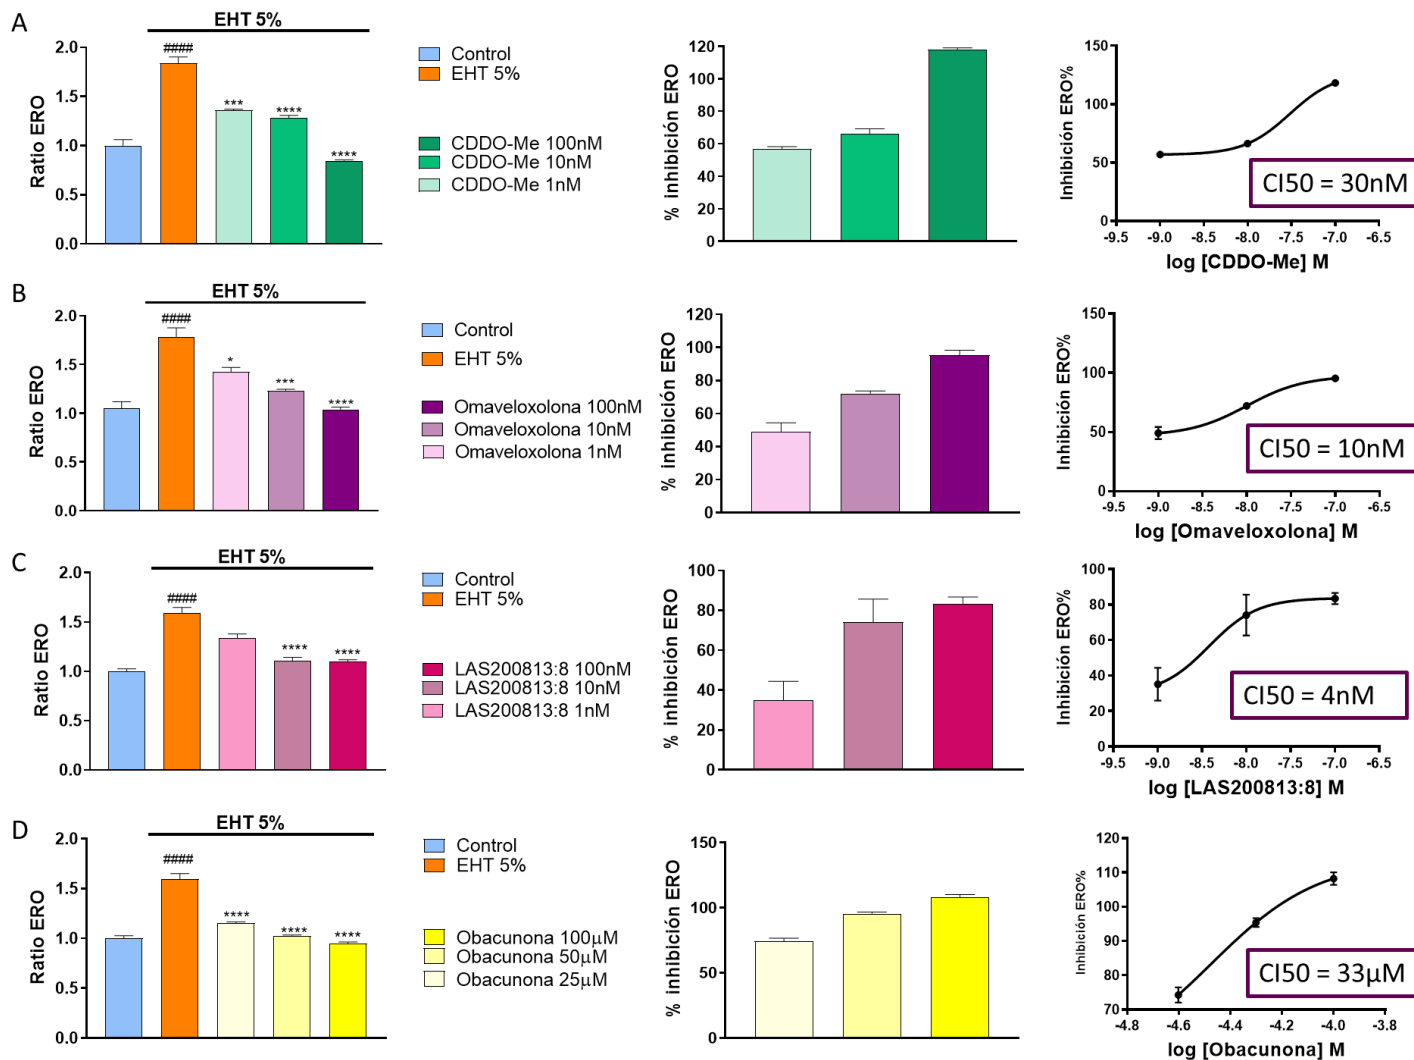 A
EHT 5%
2.0
1.5
1.0
0.5
0.0
Ratio ERO
####
***
****
****
Control
EHT 5%
CDDO-Me 100nM
CDDO-Me 10nM
CDDO-Me 1nM
120
100
80
60
40
20
0
% inhibición ERO
150
100
50
0
Inhibición ERO%
-9.5 -9.0 -8.5 -8.0 -7.5 -7.0 -6.5
log [CDDO-Me] M
CI50 = 30nM
B
EHT 5%
2.0
1.5
1.0
0.5
0.0
Ratio ERO
####
*
***
****
Control
EHT 5%
Omaveloxolona 100nM
Omaveloxolona 10nM
Omaveloxolona 1nM
120
100
80
60
40
20
0
% inhibición ERO
150
100
50
0
Inhibición ERO%
-9.5 -9.0 -8.5 -8.0 -7.5 -7.0 -6.5
log [Omaveloxolona] M
CI50 = 10nM
C
EHT 5%
2.0
1.5
1.0
0.5
0.0
Ratio ERO
####
****
****
Control
EHT 5%
LAS200813:8 100nM
LAS200813:8 10nM
LAS200813:8 1nM
100
80
60
40
20
0
% inhibición ERO
100
80
60
40
20
0
Inhibición ERO%
-9.5 -9.0 -8.5 -8.0 -7.5 -7.0 -6.5
log [LAS200813:8] M
CI50 = 4nM
D
EHT 5%
2.0
1.5
1.0
0.5
0.0
Ratio ERO
####
****
****
****
Control
EHT 5%
Obacunona 100µM
Obacunona 50µM
Obacunona 25µM
150
100
50
0
% inhibición ERO
120
110
100
90
80
70
Inhibición ERO%
-4.8 -4.6 -4.4 -4.2 -4.0 -3.8
log [Obacunona] M
CI50 = 33µM